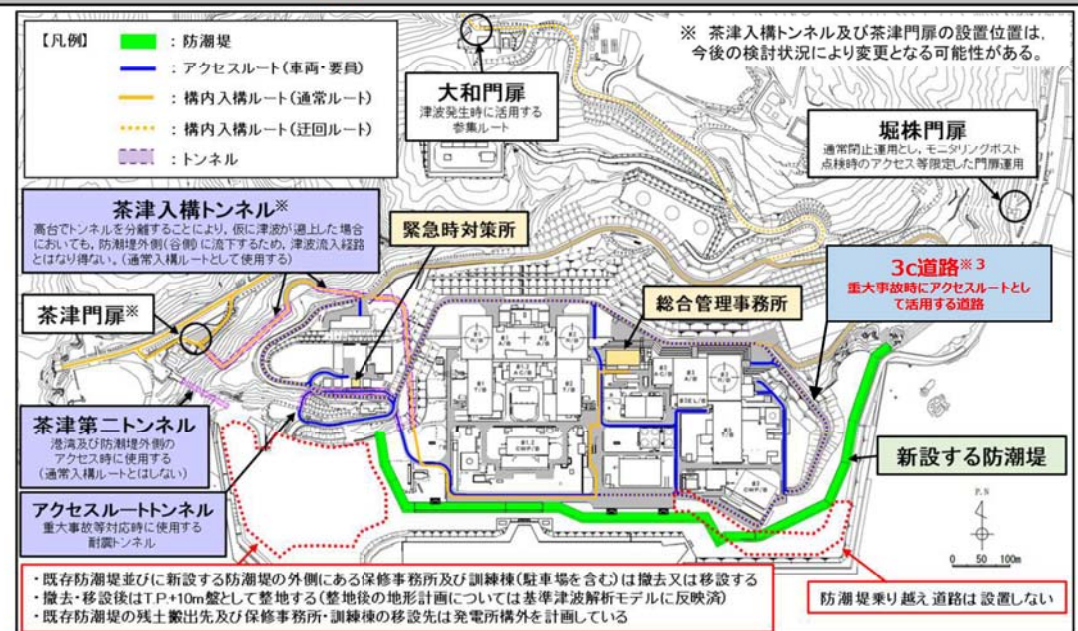 【凡例】
：防潮堤
：アクセスルート(車両・要員)
：構内入構ルート(通常ルート)
：構内入構ルート(迂回ルート)
：トンネル
※ 茶津入構トンネル及び茶津門扉の設置位置は，
今後の検討状況により変更となる可能性がある。
大和門扉
津波発生時に活用する
参集ルート
堀株門扉
通常閉止運用とし，モニタリングポスト
点検時のアクセス等限定した門扉運用
茶津入構トンネル※
高台でトンネルを分離することにより，仮に津波が遡上した場合
においても，防潮堤外側(谷側)に流下するため，津波流入経路
とはなり得ない。(通常入構ルートとして使用する)
緊急時対策所
3c道路※3
重大事故時にアクセスルートとし
て活用する道路
総合管理事務所
茶津門扉※
茶津第二トンネル
港湾及び防潮堤外側の
アクセス時に使用する
(通常入構ルートとはしない)
新設する防潮堤
アクセスルートトンネル
重大事故等対応時に使用する
耐震トンネル
P.N
0 50 100m
・既存防潮堤並びに新設する防潮堤の外側にある保修事務所及び訓練棟(駐車場を含む)は撤去又は移設する
・撤去・移設後はT.P.+10m盤として整地する(整地後の地形計画については基準津波解析モデルに反映済)
・既存防潮堤の残土搬出先及び保修事務所・訓練棟の移設先は発電所構外を計画している
防潮堤乗り越え道路は設置しない